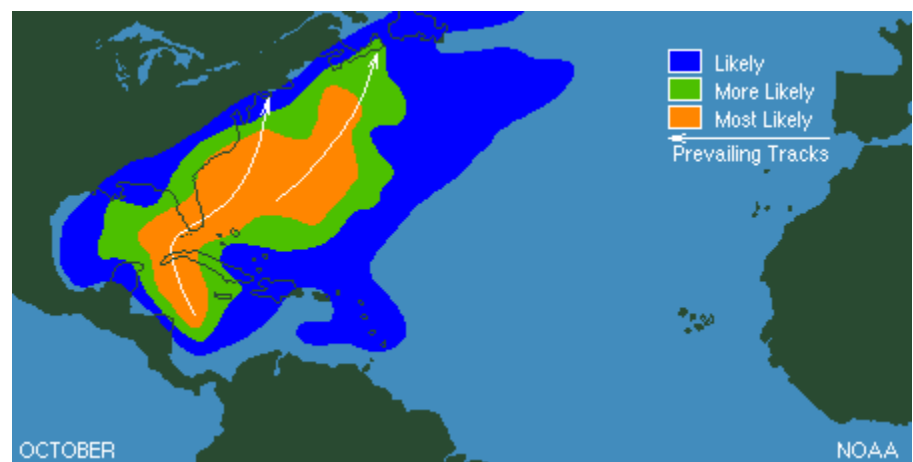 Likely
More Likely
Most Likely
Prevailing Tracks
OCTOBER
NOAA